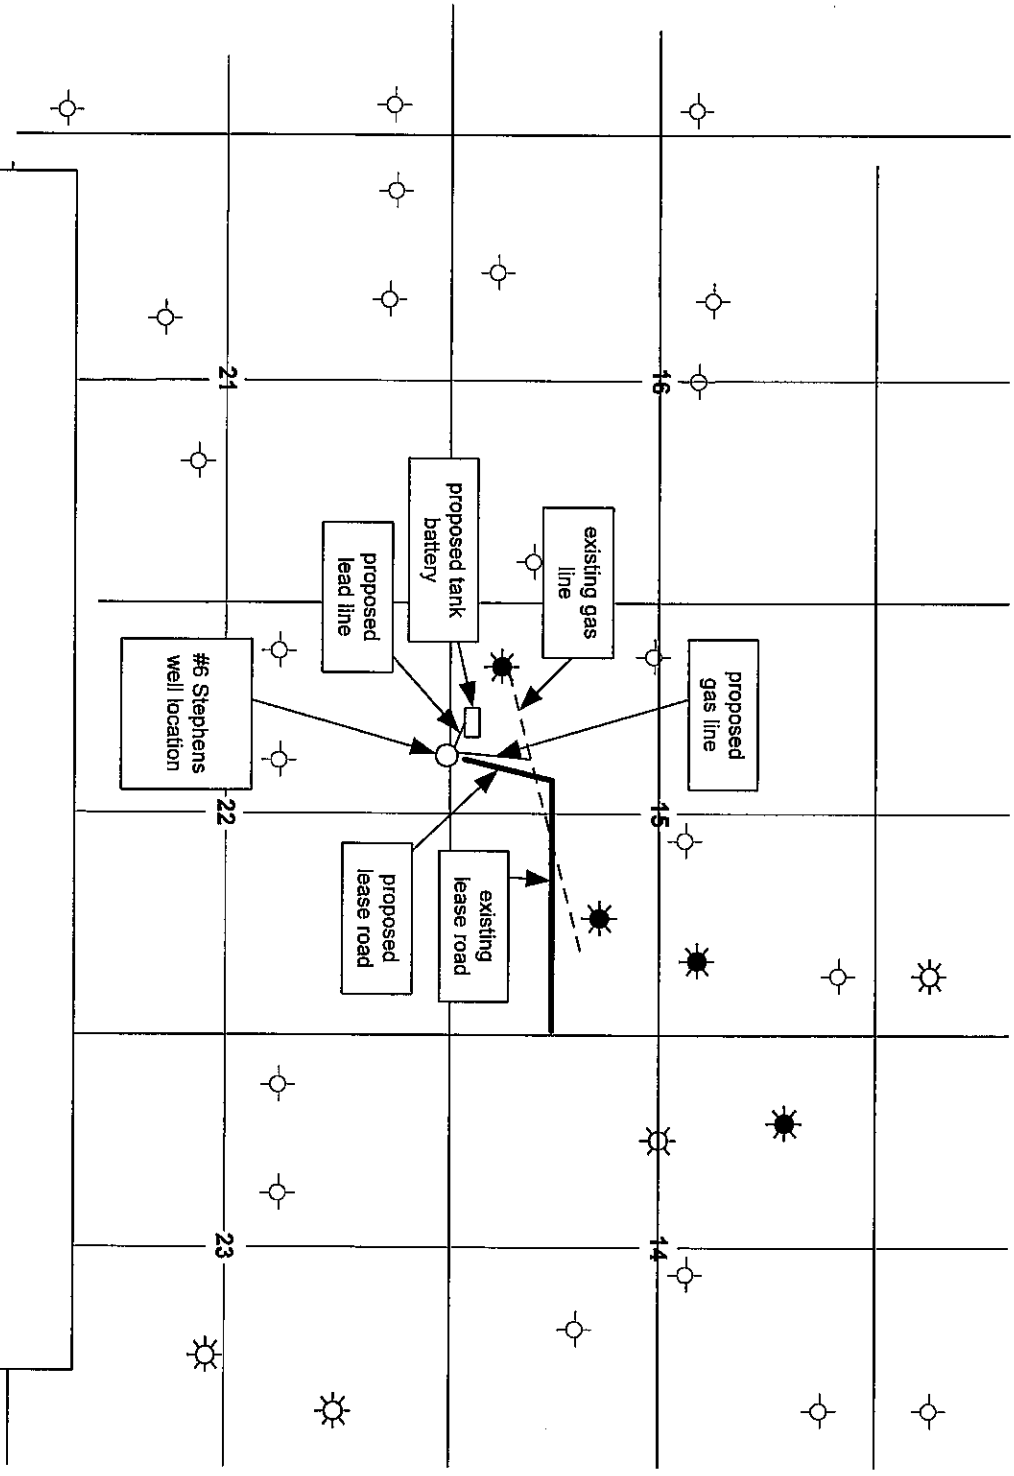 16
15
14
21
22
23
existing gas
line
proposed
gas line
proposed tank
battery
proposed
lead line
#6 Stephens
well location
existing
lease road
proposed
lease road